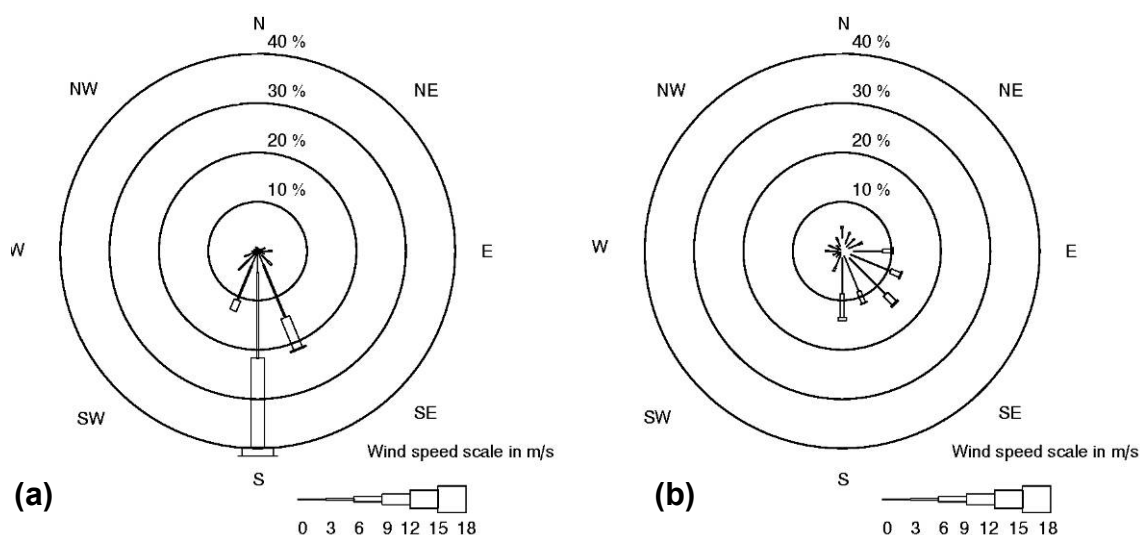 N
40 %
NW
NE
30 %
20 %
10 %
W
E
SW
SE
Wind speed scale in m/s
S
(a)
0 3 6 9 12 15 18
N
40 %
NW
NE
30 %
20 %
10 %
W
E
SW
SE
Wind speed scale in m/s
S
(b)
0 3 6 9 12 15 18